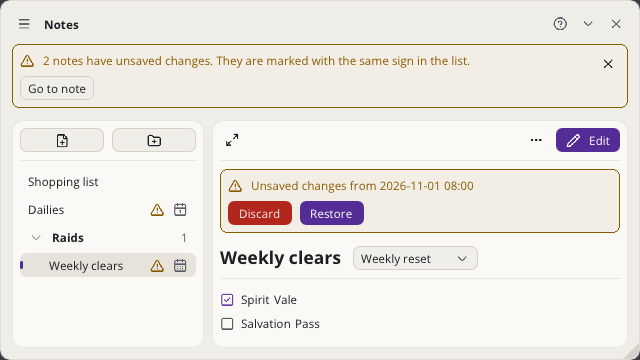 Notes
2 notes have unsaved changes. They are marked with the same sign in the list.
Go to note
Edit
Shopping list
Dailies
Raids 1
Weekly clears
Unsaved changes from 2026-11-01 08:00
Discard Restore
Weekly clears Weekly reset
Spirit Vale
Salvation Pass